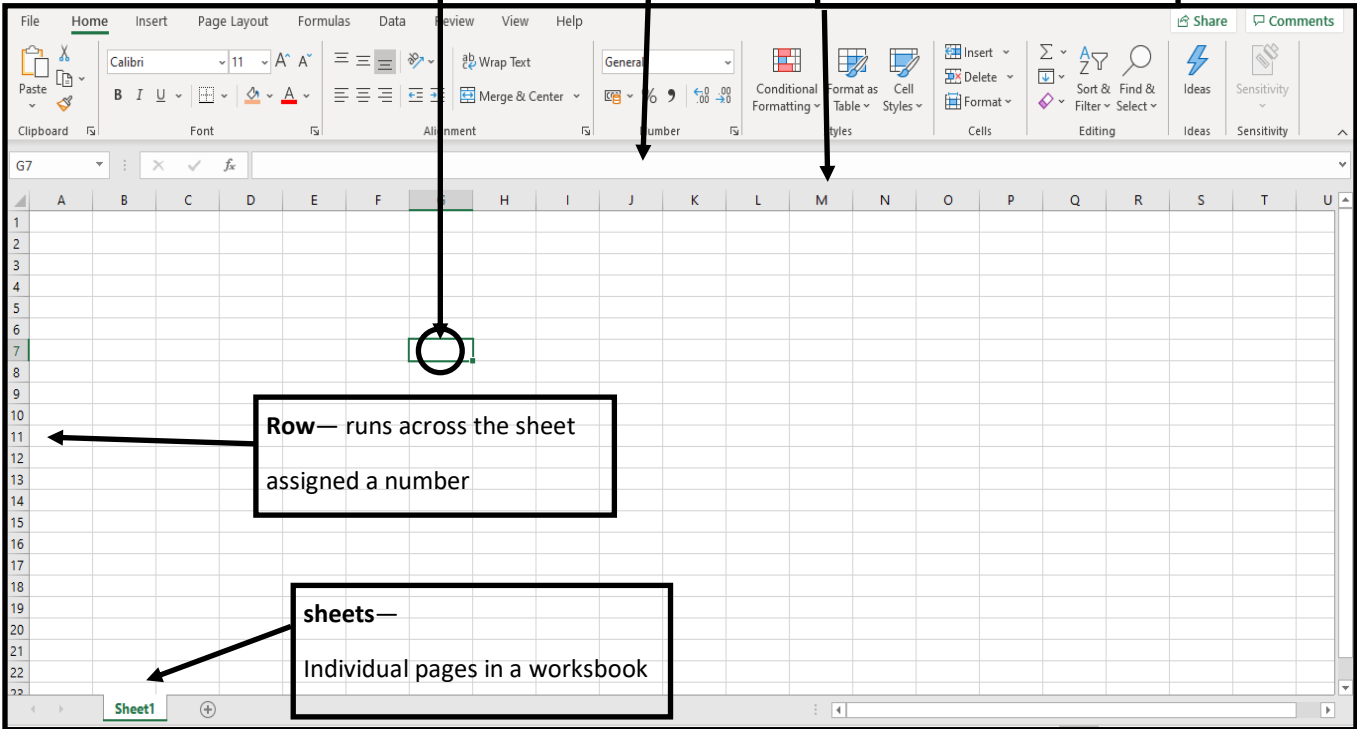 File Home Insert Page Layout Formulas Data Review View Help Share Comments
Calibri 11 A^ A˅ ab Wrap Text General Insert Σ A
Paste B I U A Merge & Center % 9 Conditional Format as Cell Delete Z Sort & Find & Ideas Sensitivity
Formatting Table Styles Format Filter Select
Clipboard Font Alignment Number Styles Cells Editing Ideas Sensitivity
G7 fx
A B C D E F H I J K L M N O P Q R S T U
1
2
3
4
5
6
7
8
9
10
Row— runs across the sheet
11
12
assigned a number
13
14
15
16
17
18
sheets—
19
20
21
Individual pages in a worksbook
22
23
Sheet1